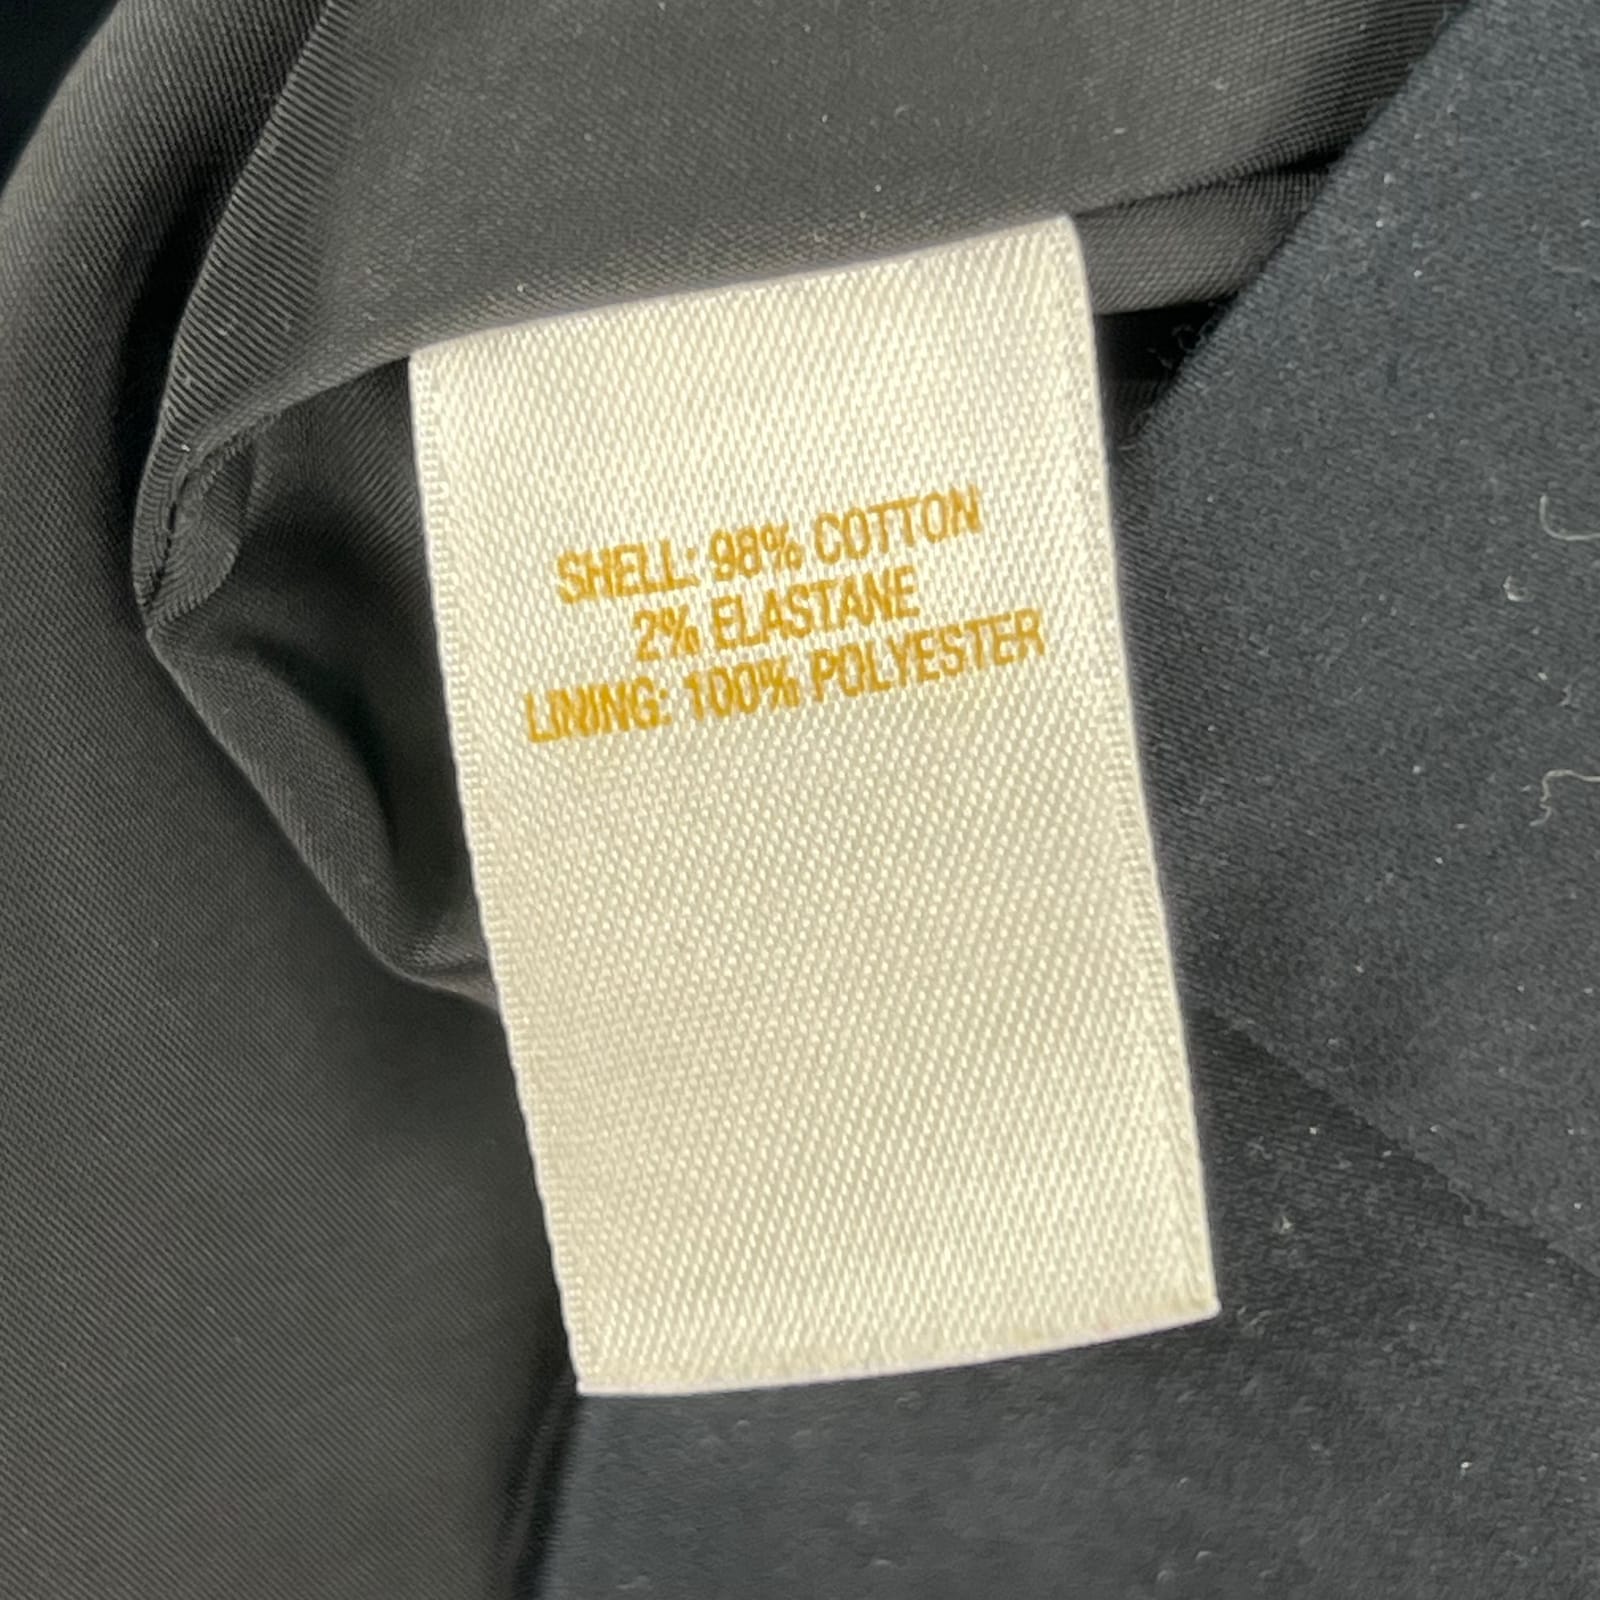 SHELL: 98% COTTON
2% ELASTANE
LINING: 100% POLYESTER